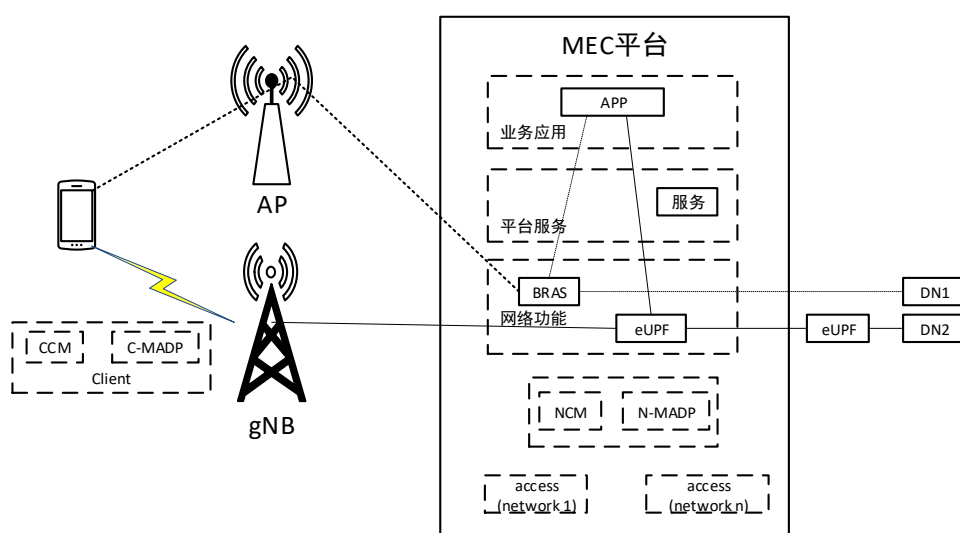 MEC平台
APP
业务应用
AP
服务
平台服务
BRAS
DN1
网络功能
eUPF
eUPF
DN2
CCM
C-MADP
Client
gNB
NCM
N-MADP
access
(network 1)
access
(network n)